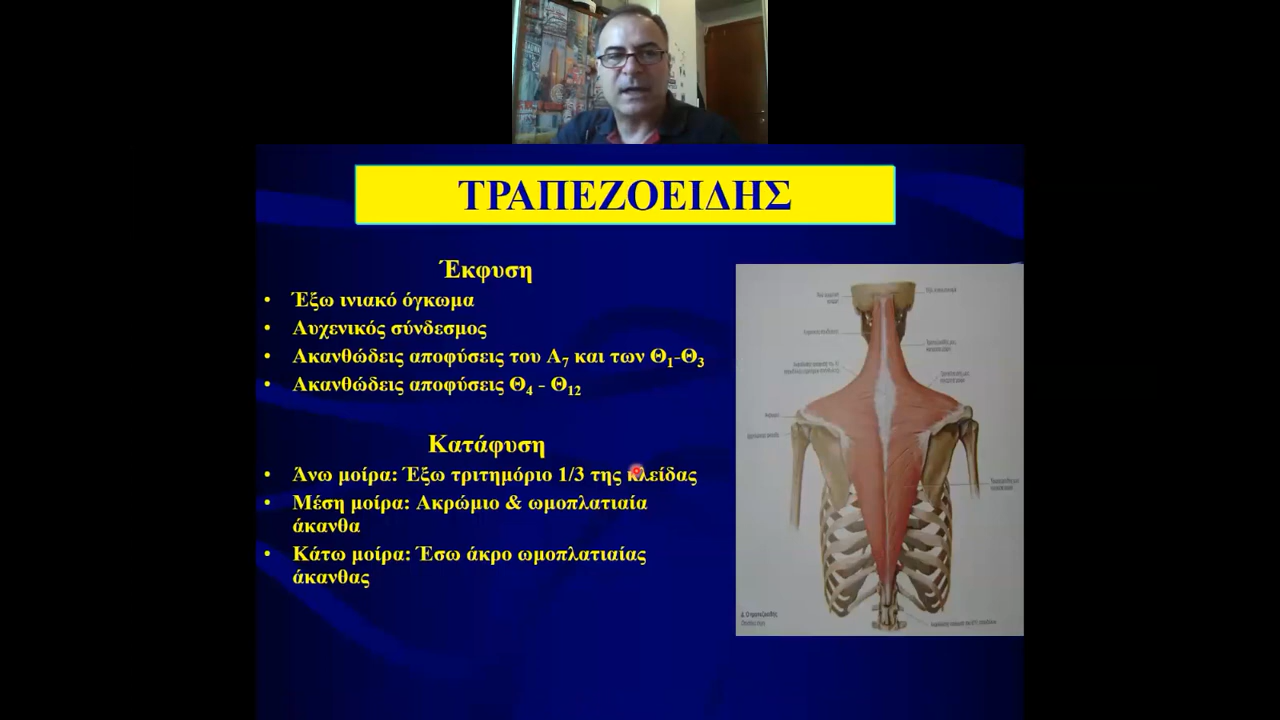 ΤΡΑΠΕΖΟΕΙΔΗΣ
Έκφυση
• Έξω ινιακό όγκωμα
• Αυχενικός σύνδεσμος
• Ακανθώδεις αποφύσεις του Α7 και των Θ1-Θ3
• Ακανθώδεις αποφύσεις Θ4 - Θ12
Κατάφυση
• Άνω μοίρα: Έξω τριτημόριο 1/3 της κλείδας
• Μέση μοίρα: Ακρώμιο & ωμοπλατιαία
άκανθα
• Κάτω μοίρα: Έσω άκρο ωμοπλατιαίας
άκανθας